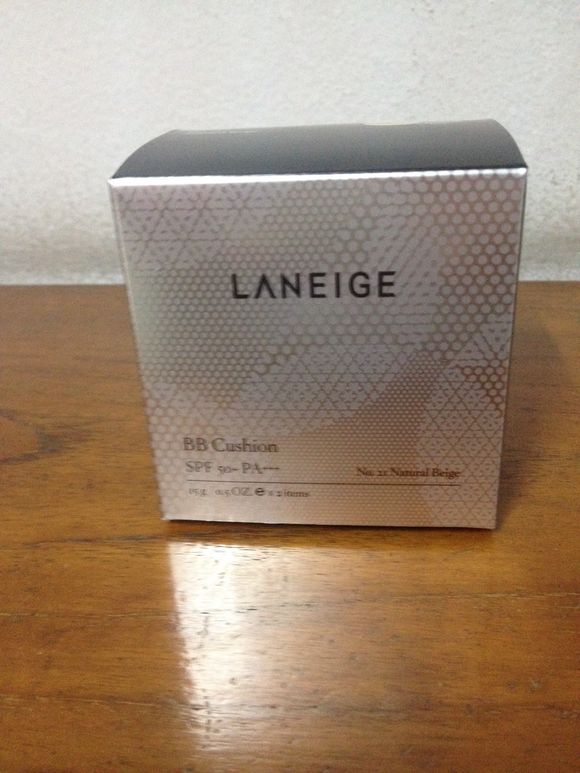 LANEIGE
BB Cushion
SPF 50+ PA+++
No. 21 Natural Beige
15g. 0.5 OZ. e x 2 items